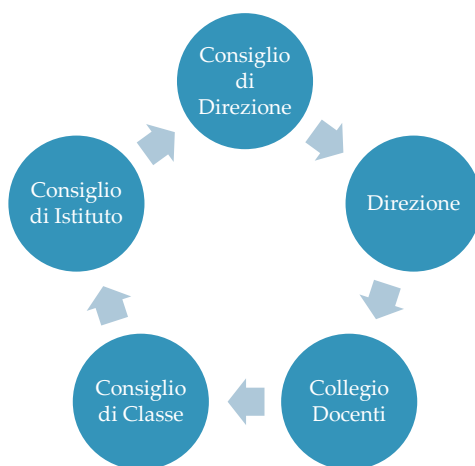 Consiglio
di
Direzione
Direzione
Collegio
Docenti
Consiglio
di Classe
Consiglio
di Istituto